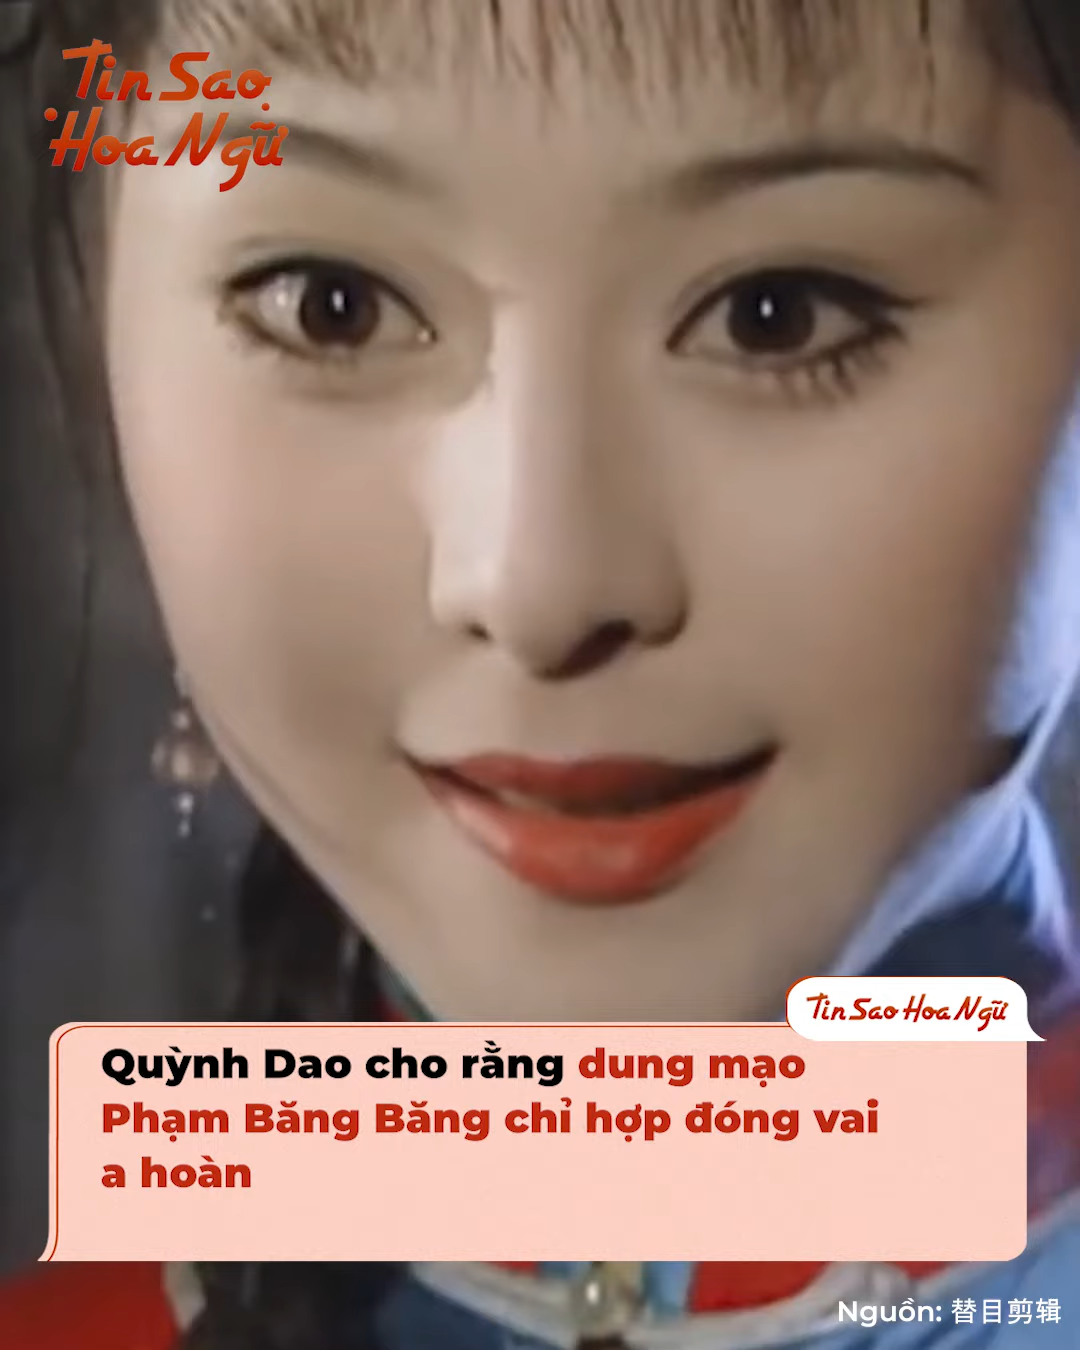 Tin Sao
Hoa Ngữ
Tin Sao Hoa Ngữ
Quỳnh Dao cho rằng dung mạo
Phạm Băng Băng chỉ hợp đóng vai
a hoàn
Nguồn: 替目剪辑